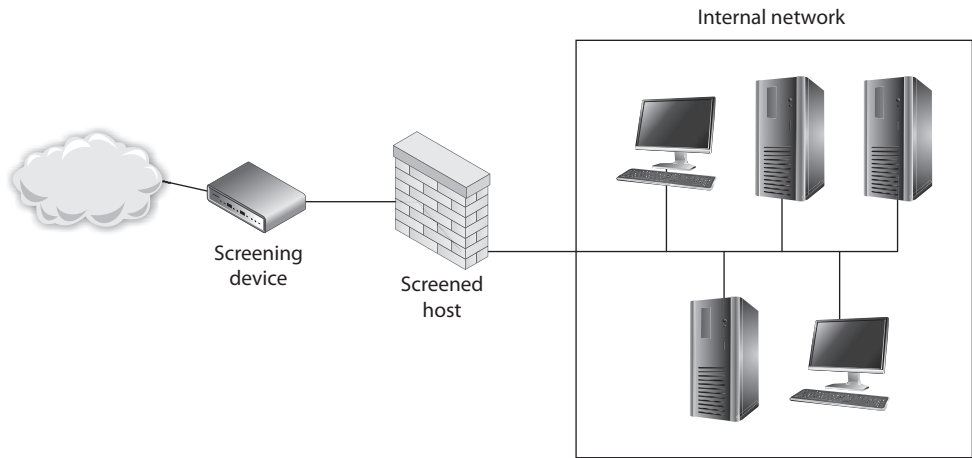 Internal network
Screening
device
Screened
host